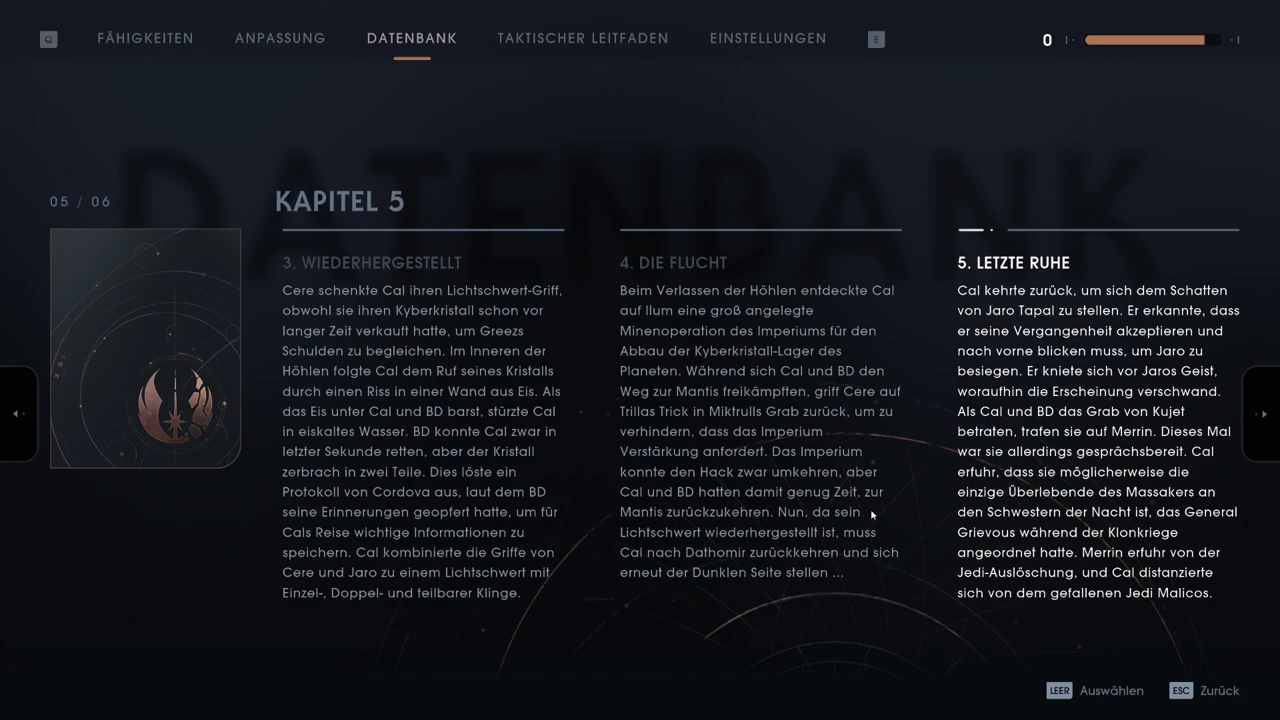 Q FÄHIGKEITEN ANPASSUNG DATENBANK TAKTISCHER LEITFADEN EINSTELLUNGEN E 0
DATENBANK
05 / 06
KAPITEL 5
3. WIEDERHERGESTELLT
Cere schenkte Cal ihren Lichtschwert-Griff,
obwohl sie ihren Kyberkristall schon vor
langer Zeit verkauft hatte, um Greezs
Schulden zu begleichen. Im Inneren der
Höhlen folgte Cal dem Ruf seines Kristalls
durch einen Riss in einer Wand aus Eis. Als
das Eis unter Cal und BD barst, stürzte Cal
in eiskaltes Wasser. BD konnte Cal zwar in
letzter Sekunde retten, aber der Kristall
zerbrach in zwei Teile. Dies löste ein
Protokoll von Cordova aus, laut dem BD
seine Erinnerungen geopfert hatte, um für
Cals Reise wichtige Informationen zu
speichern. Cal kombinierte die Griffe von
Cere und Jaro zu einem Lichtschwert mit
Einzel-, Doppel- und teilbarer Klinge.
4. DIE FLUCHT
Beim Verlassen der Höhlen entdeckte Cal
auf Ilum eine groß angelegte
Minenoperation des Imperiums für den
Abbau der Kyberkristall-Lager des
Planeten. Während sich Cal und BD den
Weg zur Mantis freikämpften, griff Cere auf
Trillas Trick in Miktrulls Grab zurück, um zu
verhindern, dass das Imperium
Verstärkung anfordert. Das Imperium
konnte den Hack zwar umkehren, aber
Cal und BD hatten damit genug Zeit, zur
Mantis zurückzukehren. Nun, da sein
Lichtschwert wiederhergestellt ist, muss
Cal nach Dathomir zurückkehren und sich
erneut der Dunklen Seite stellen ...
5. LETZTE RUHE
Cal kehrte zurück, um sich dem Schatten
von Jaro Tapal zu stellen. Er erkannte, dass
er seine Vergangenheit akzeptieren und
nach vorne blicken muss, um Jaro zu
besiegen. Er kniete sich vor Jaros Geist,
woraufhin die Erscheinung verschwand.
Als Cal und BD das Grab von Kujet
betraten, trafen sie auf Merrin. Dieses Mal
war sie allerdings gesprächsbereit. Cal
erfuhr, dass sie möglicherweise die
einzige Überlebende des Massakers an
den Schwestern der Nacht ist, das General
Grievous während der Klonkriege
angeordnet hatte. Merrin erfuhr von der
Jedi-Auslöschung, und Cal distanzierte
sich von dem gefallenen Jedi Malicos.
LEER Auswählen ESC Zurück